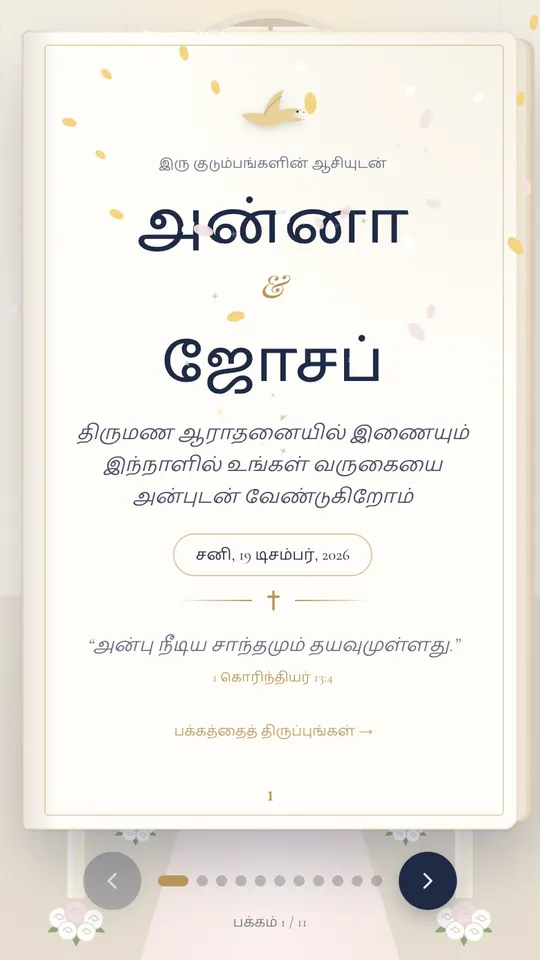 இரு குடும்பங்களின் ஆசியுடன்
அன்னா
&
ஜோசப்
திருமண ஆராதனையில் இணையும்
இந்நாளில் உங்கள் வருகையை
அன்புடன் வேண்டுகிறோம்
சனி, 19 டிசம்பர், 2026
“அன்பு நீடிய சாந்தமும் தயவுமுள்ளது.”
1 கொரிந்தியர் 13:4
பக்கத்தைத் திருப்புங்கள் →
1
பக்கம் 1 / 11